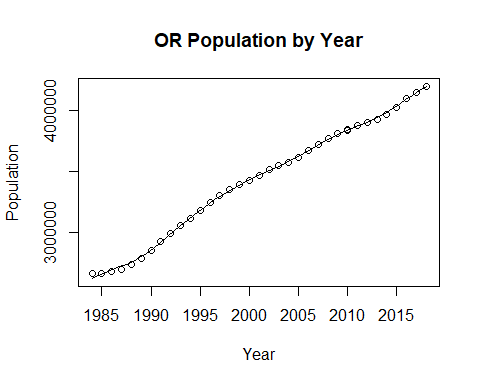 OR Population by Year
4000000
3000000
Population
1985 1990 1995 2000 2005 2010 2015
Year